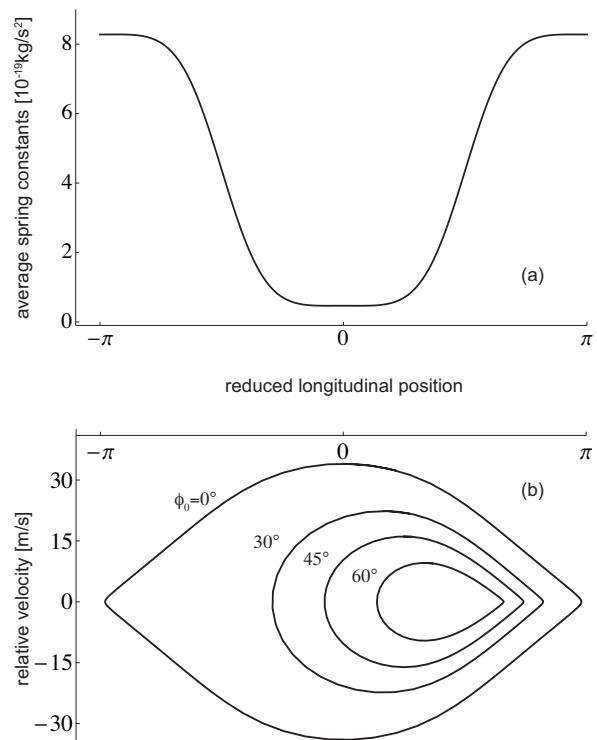 average spring constants [10⁻¹⁹kg/s²]
8
6
4
2
0
(a)
−π 0 π
reduced longitudinal position
−π 0 π
relative velocity [m/s]
30
15
0
−15
−30
(b)
ϕ₀=0°
30°
45°
60°